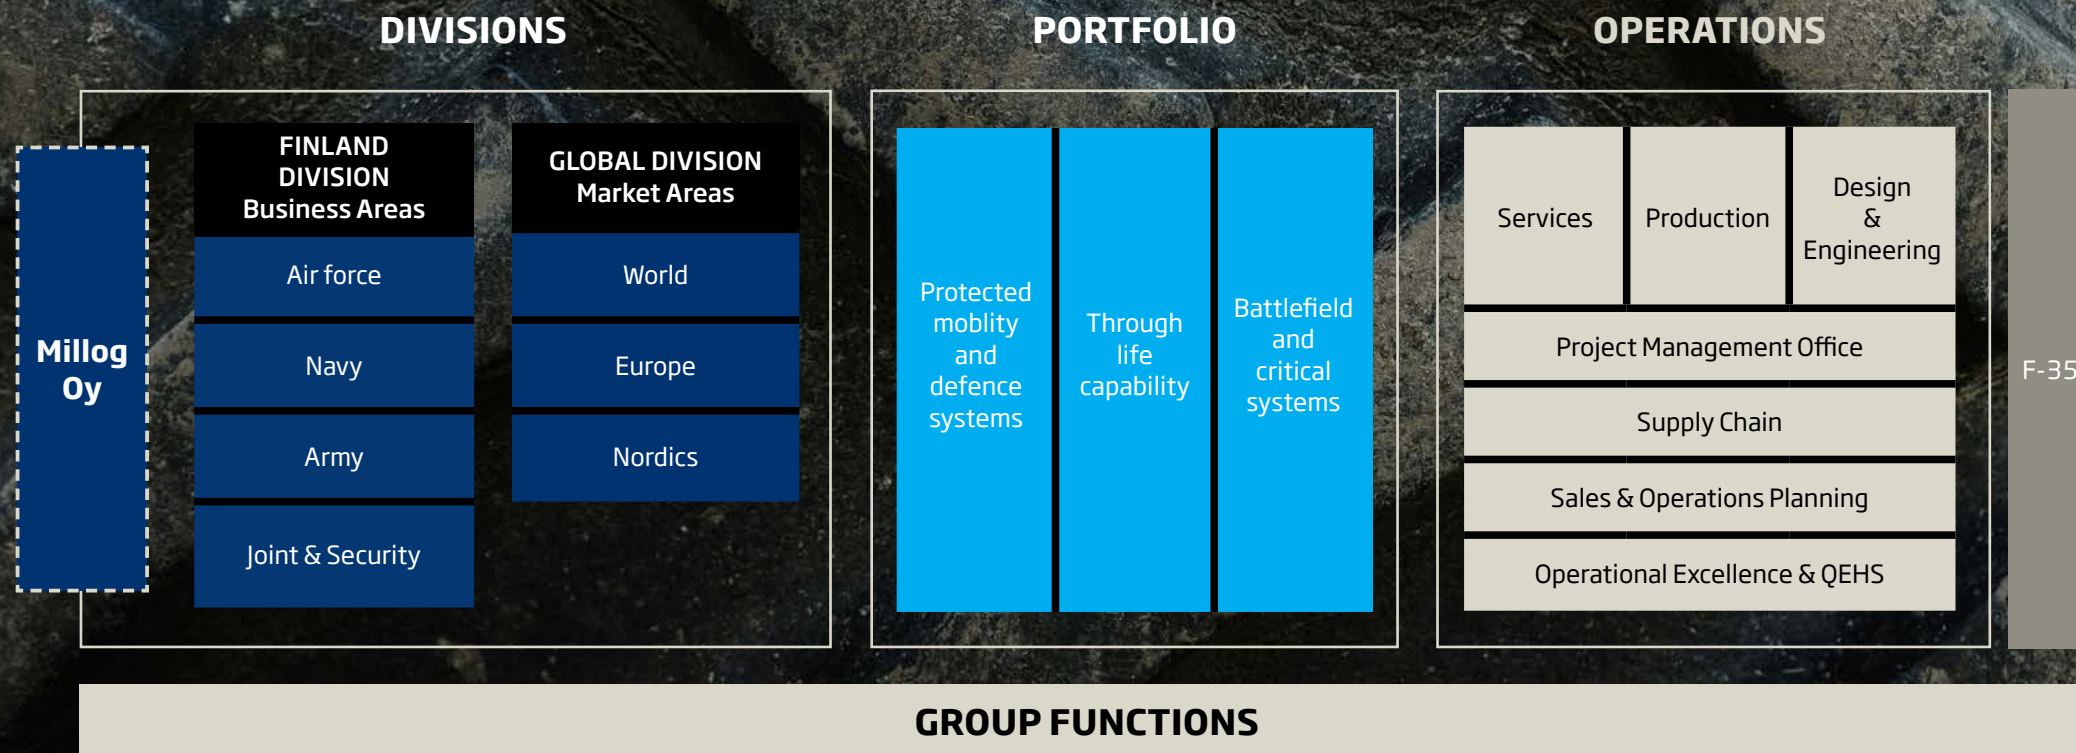 DIVISIONS
PORTFOLIO
OPERATIONS
Millog
Oy
FINLAND
DIVISION
Business Areas
Air force
Navy
Army
Joint & Security
GLOBAL DIVISION
Market Areas
World
Europe
Nordics
Protected
moblity
and
defence
systems
Through
life
capability
Battlefield
and
critical
systems
Services
Production
Design
&
Engineering
Project Management Office
Supply Chain
Sales & Operations Planning
Operational Excellence & QEHS
F-35
GROUP FUNCTIONS